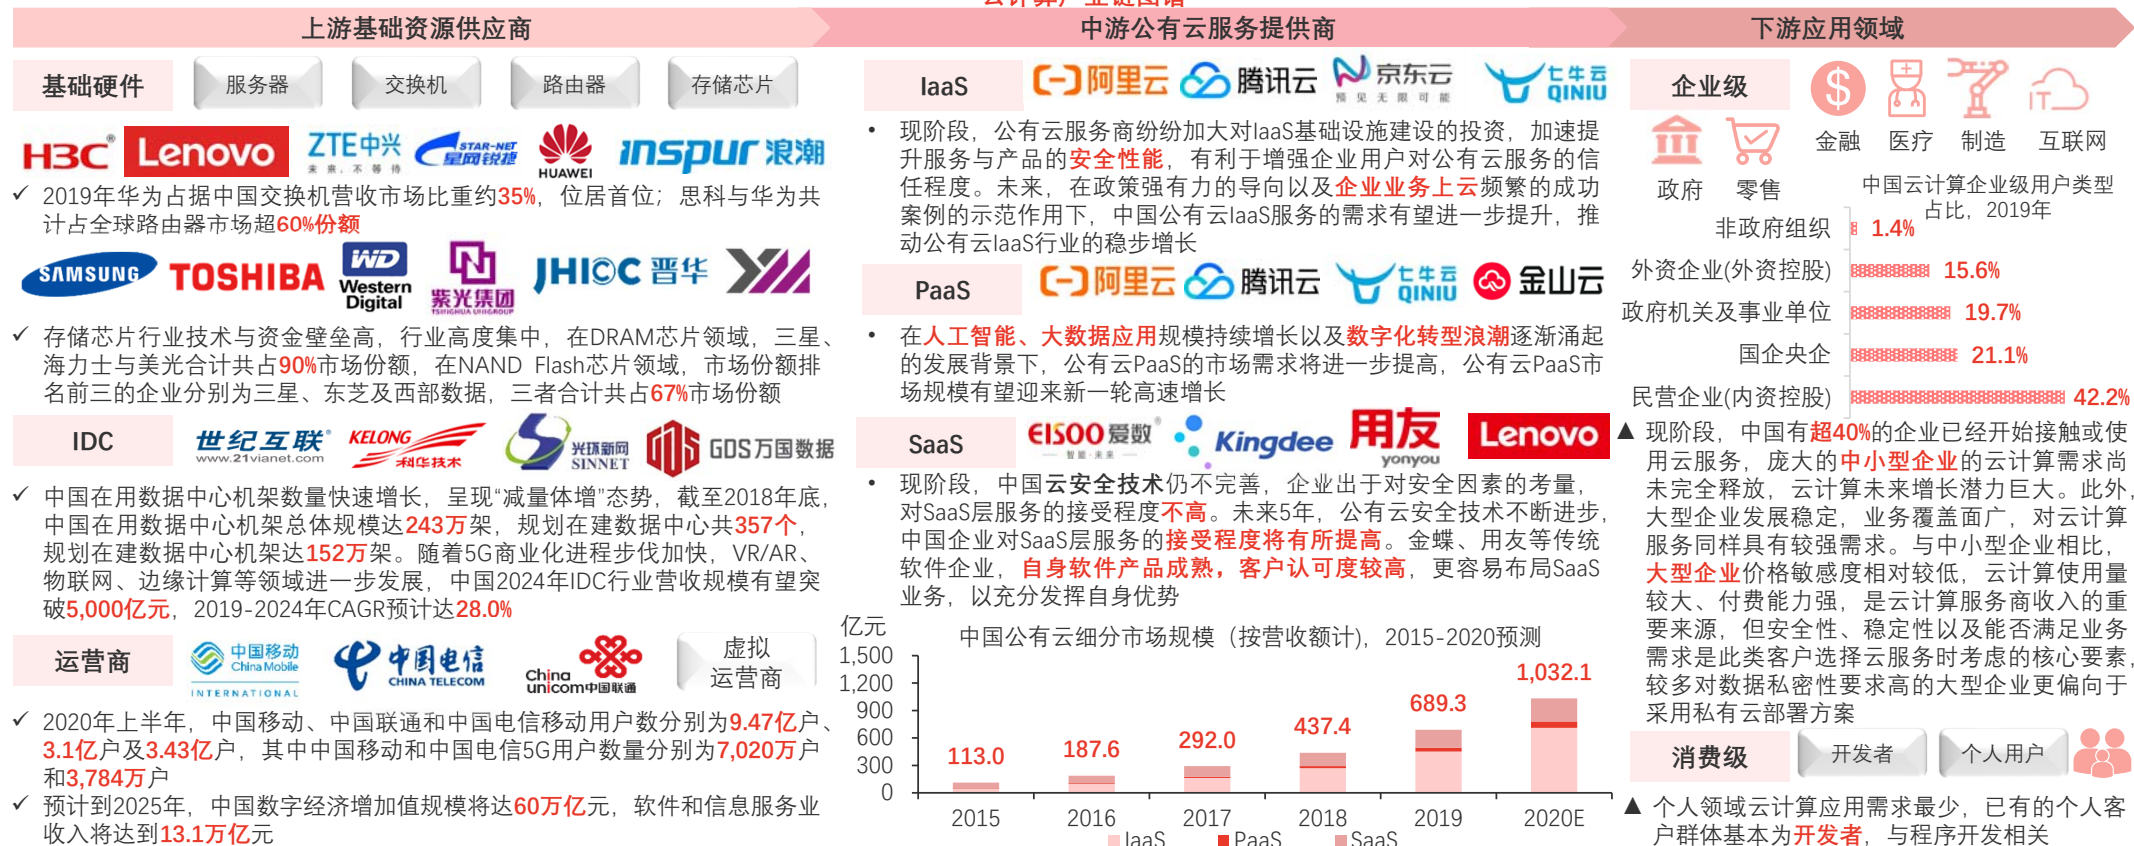 云计算产业链图谱
上游基础资源供应商
中游公有云服务提供商
下游应用领域
基础硬件
服务器
交换机
路由器
存储芯片
H3C
Lenovo
ZTE中兴
未来,不等待
STAR-NET
星网锐捷
HUAWEI
inspur 浪潮
✓ 2019年华为占据中国交换机营收市场比重约35%，位居首位；思科与华为共
计占全球路由器市场超60%份额
SAMSUNG
TOSHIBA
WD
Western
Digital
紫光集团
TSINGHUA UNIGROUP
JHICC 晋华
✓ 存储芯片行业技术与资金壁垒高，行业高度集中，在DRAM芯片领域，三星、
海力士与美光合计共占90%市场份额，在NAND Flash芯片领域，市场份额排
名前三的企业分别为三星、东芝及西部数据，三者合计共占67%市场份额
IDC
世纪互联
www.21vianet.com
KELONG
科华技术
光环新网
SINNET
GDS万国数据
✓ 中国在用数据中心机架数量快速增长，呈现“减量体增”态势，截至2018年底，
中国在用数据中心机架总体规模达243万架，规划在建数据中心共357个，
规划在建数据中心机架达152万架。随着5G商业化进程步伐加快，VR/AR、
物联网、边缘计算等领域进一步发展，中国2024年IDC行业营收规模有望突
破5,000亿元，2019-2024年CAGR预计达28.0%
运营商
中国移动
China Mobile
INTERNATIONAL
中国电信
CHINA TELECOM
China
unicom中国联通
虚拟
运营商
✓ 2020年上半年，中国移动、中国联通和中国电信移动用户数分别为9.47亿户、
3.1亿户及3.43亿户，其中中国移动和中国电信5G用户数量分别为7,020万户
和3,784万户
✓ 预计到2025年，中国数字经济增加值规模将达60万亿元，软件和信息服务业
收入将达到13.1万亿元
IaaS
阿里云
腾讯云
京东云
预见无限可能
七牛云
QINIU
• 现阶段，公有云服务商纷纷加大对IaaS基础设施建设的投资，加速提
升服务与产品的安全性能，有利于增强企业用户对公有云服务的信
任程度。未来，在政策强有力的导向以及企业业务上云频繁的成功
案例的示范作用下，中国公有云IaaS服务的需求有望进一步提升，推
动公有云IaaS行业的稳步增长
PaaS
阿里云
腾讯云
七牛云
QINIU
金山云
• 在人工智能、大数据应用规模持续增长以及数字化转型浪潮逐渐涌起
的发展背景下，公有云PaaS的市场需求将进一步提高，公有云PaaS市
场规模有望迎来新一轮高速增长
SaaS
EISOO 爱数
智能·未来
Kingdee
用友
yonyou
Lenovo
• 现阶段，中国云安全技术仍不完善，企业出于对安全因素的考量，
对SaaS层服务的接受程度不高。未来5年，公有云安全技术不断进步，
中国企业对SaaS层服务的接受程度将有所提高。金蝶、用友等传统
软件企业，自身软件产品成熟，客户认可度较高，更容易布局SaaS
业务，以充分发挥自身优势
亿元
中国公有云细分市场规模（按营收额计），2015-2020预测
1,500
1,200
900
600
300
0
113.0
187.6
292.0
437.4
689.3
1,032.1
2015
2016
2017
2018
2019
2020E
IaaS
PaaS
SaaS
企业级
金融
医疗
制造
IT
互联网
政府
零售
中国云计算企业级用户类型
占比，2019年
非政府组织 1.4%
外资企业(外资控股) 15.6%
政府机关及事业单位 19.7%
国企央企 21.1%
民营企业(内资控股) 42.2%
▲ 现阶段，中国有超40%的企业已经开始接触或使
用云服务，庞大的中小型企业的云计算需求尚
未完全释放，云计算未来增长潜力巨大。此外，
大型企业发展稳定，业务覆盖面广，对云计算
服务同样具有较强需求。与中小型企业相比，
大型企业价格敏感度相对较低，云计算使用量
较大、付费能力强，是云计算服务商收入的重
要来源，但安全性、稳定性以及能否满足业务
需求是此类客户选择云服务时考虑的核心要素，
较多对数据私密性要求高的大型企业更偏向于
采用私有云部署方案
消费级
开发者
个人用户
▲ 个人领域云计算应用需求最少，已有的个人客
户群体基本为开发者，与程序开发相关